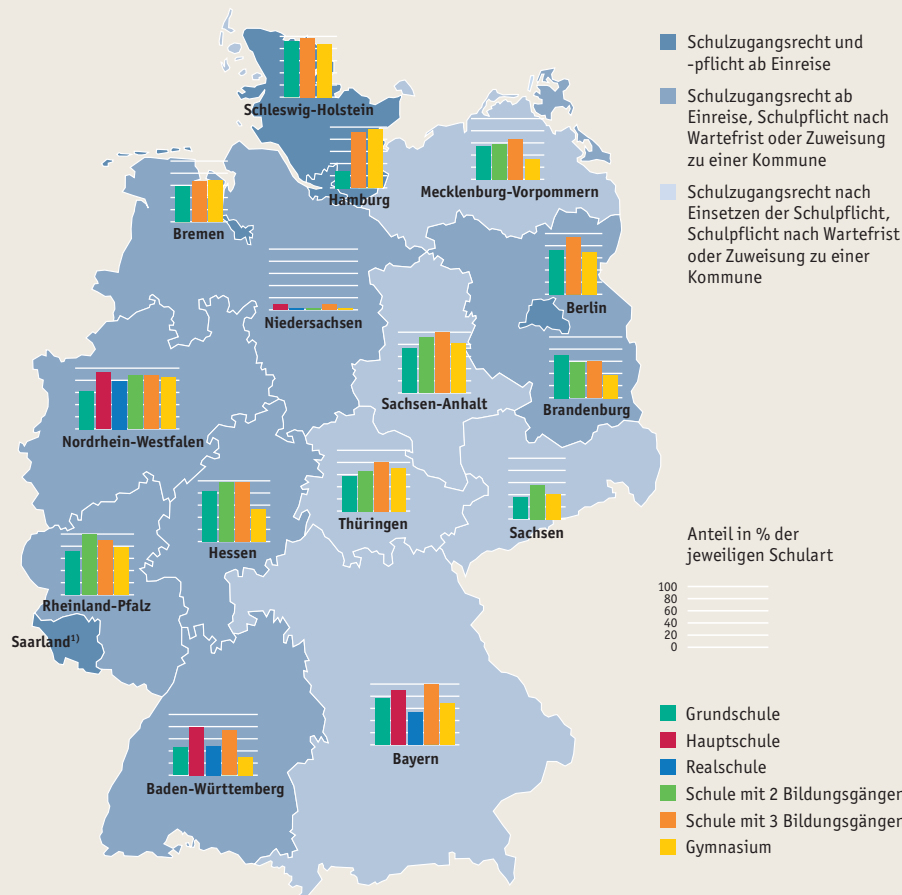 Schulzugangsrecht und
-pflicht ab Einreise
Schulzugangsrecht ab
Einreise, Schulpflicht nach
Wartefrist oder Zuweisung
zu einer Kommune
Schulzugangsrecht nach
Einsetzen der Schulpflicht,
Schulpflicht nach Wartefrist
oder Zuweisung zu einer
Kommune
Schleswig-Holstein
Hamburg
Mecklenburg-Vorpommern
Bremen
Niedersachsen
Berlin
Sachsen-Anhalt
Brandenburg
Nordrhein-Westfalen
Hessen
Thüringen
Sachsen
Rheinland-Pfalz
Saarland¹⁾
Bayern
Baden-Württemberg
Anteil in % der
jeweiligen Schulart
100
80
60
40
20
0
Grundschule
Hauptschule
Realschule
Schule mit 2 Bildungsgängen
Schule mit 3 Bildungsgängen
Gymnasium